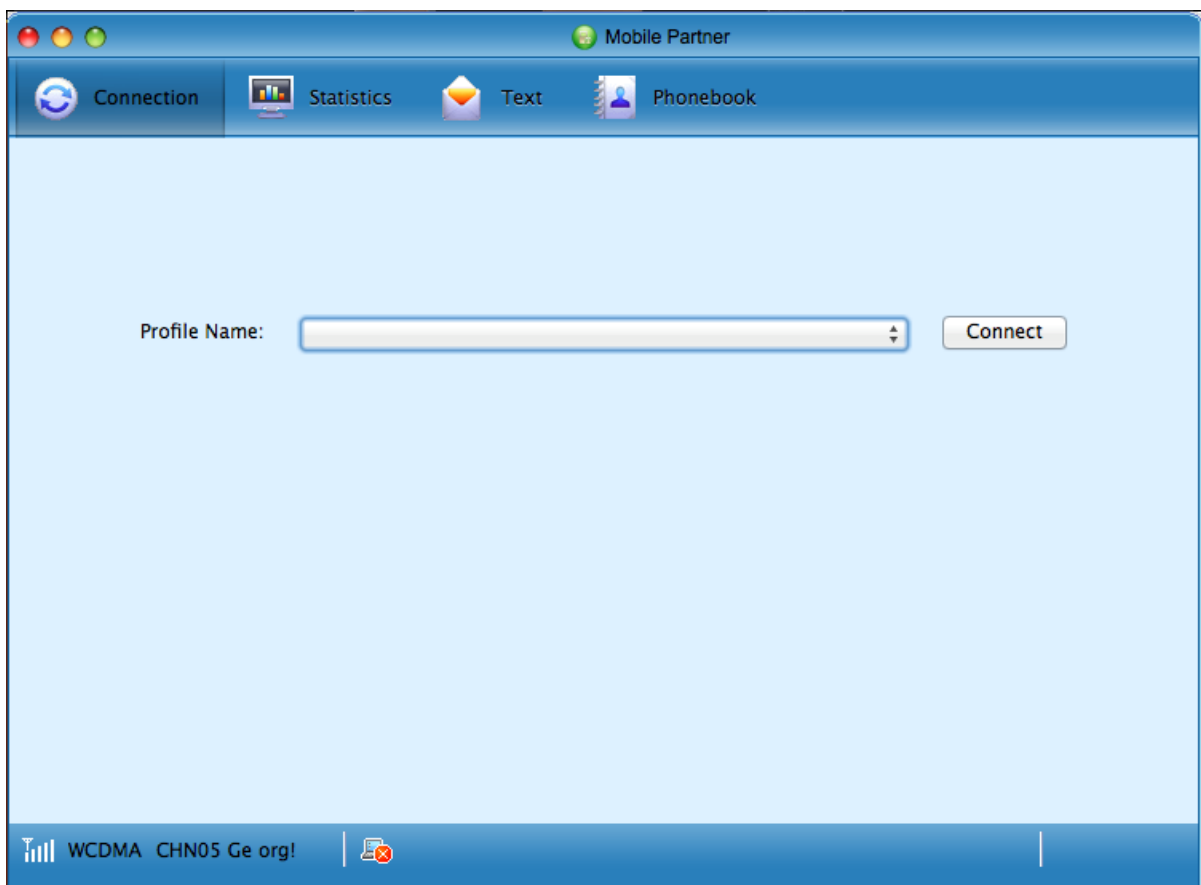 Mobile Partner
Connection Statistics Text Phonebook
Profile Name: Connect
WCDMA CHN05 Ge org!